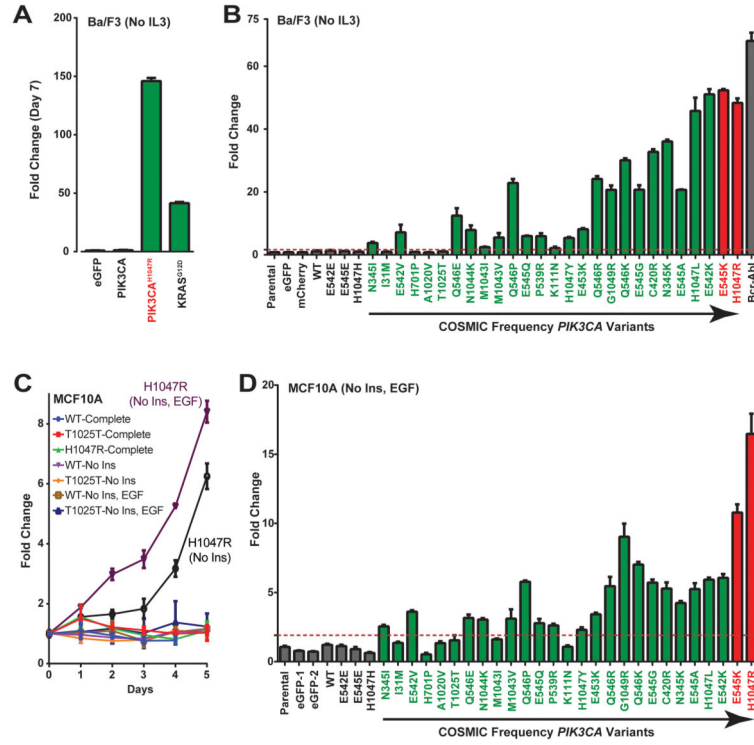 A
Ba/F3 (No IL3)
Fold Change (Day 7)
200
150
100
50
0
eGFP
PIK3CA
PIK3CA^H1047R
KRAS^G12D
B
Ba/F3 (No IL3)
Fold Change
80
60
40
20
0
Parental
eGFP
mCherry
WT
E542E
E545E
H1047H
N345I
I31M
E542V
H701P
A1020V
T1025T
Q546E
N1044K
M1043I
M1043V
Q546P
E545Q
P539R
K111N
H1047Y
E453K
Q546R
G1049R
Q546K
E545G
C420R
N345K
E545A
H1047L
E542K
E545K
H1047R
Bcr-Abl
COSMIC Frequency PIK3CA Variants
C
MCF10A
H1047R
(No Ins, EGF)
WT-Complete
T1025T-Complete
H1047R-Complete
WT-No Ins
T1025T-No Ins
WT-No Ins, EGF
T1025T-No Ins, EGF
H1047R
(No Ins)
Fold Change
8
6
4
2
0
0
1
2
3
4
5
Days
D
MCF10A (No Ins, EGF)
Fold Change
20
15
10
5
0
Parental
eGFP-1
eGFP-2
WT
E542E
E545E
H1047H
N345I
I31M
E542V
H701P
A1020V
T1025T
Q546E
N1044K
M1043I
M1043V
Q546P
E545Q
P539R
K111N
H1047Y
E453K
Q546R
G1049R
Q546K
E545G
C420R
N345K
E545A
H1047L
E542K
E545K
H1047R
COSMIC Frequency PIK3CA Variants